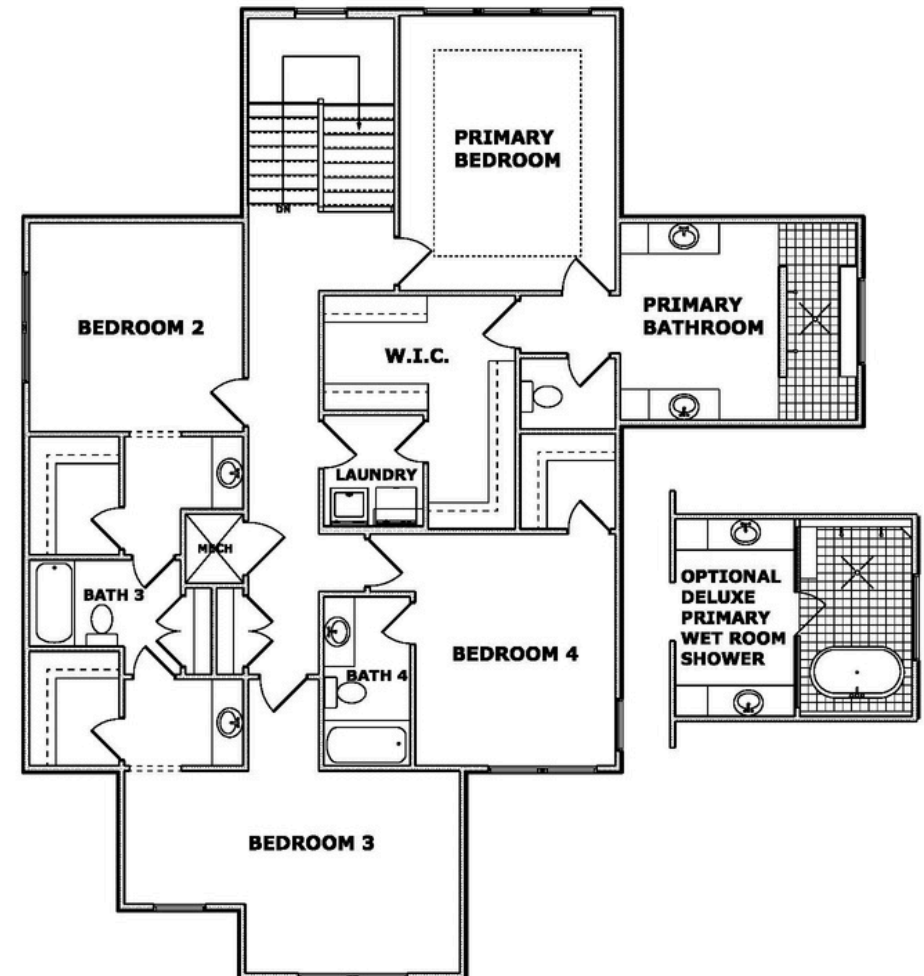 PRIMARY
BEDROOM
DN
BEDROOM 2
PRIMARY
BATHROOM
W.I.C.
LAUNDRY
MECH
BATH 3
BATH 4
BEDROOM 4
OPTIONAL
DELUXE
PRIMARY
WET ROOM
SHOWER
BEDROOM 3